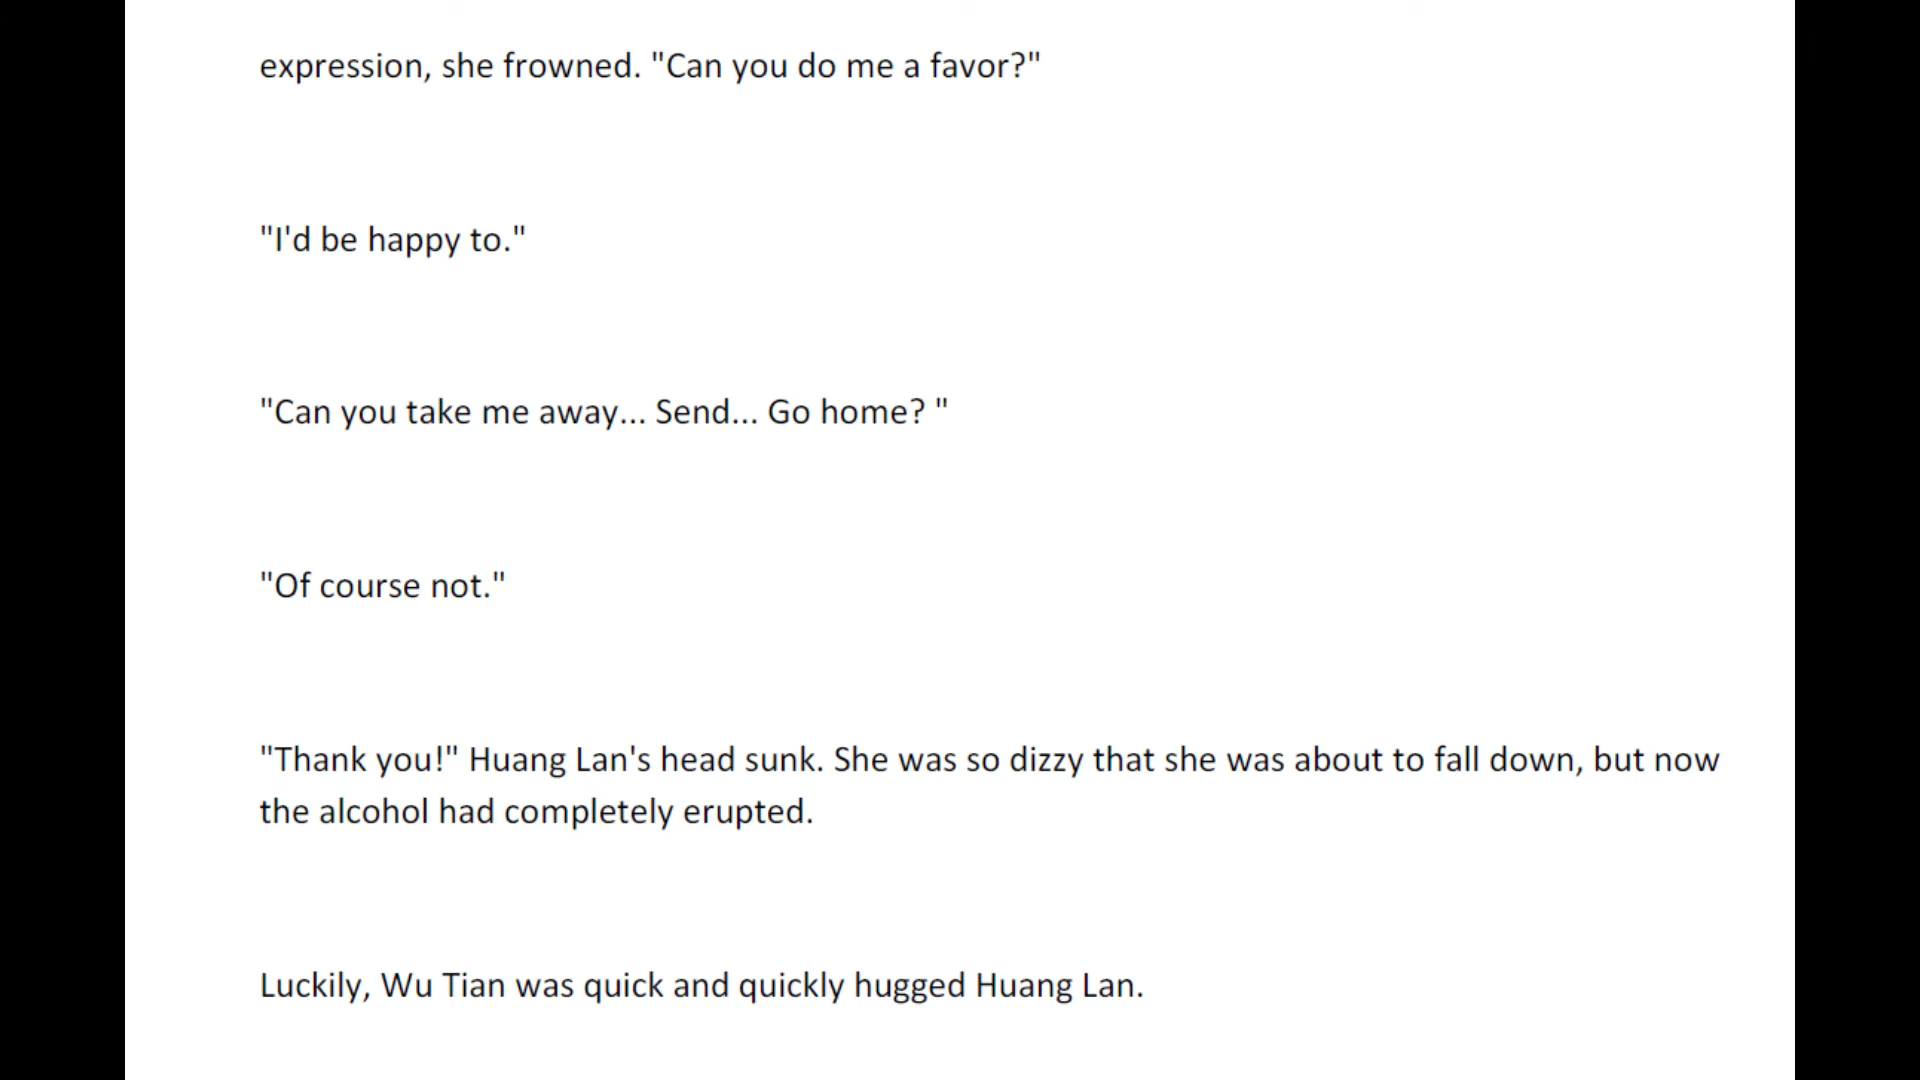 expression, she frowned. "Can you do me a favor?"
"I'd be happy to."
"Can you take me away... Send... Go home? "
"Of course not."
"Thank you!" Huang Lan's head sunk. She was so dizzy that she was about to fall down, but now
the alcohol had completely erupted.
Luckily, Wu Tian was quick and quickly hugged Huang Lan.